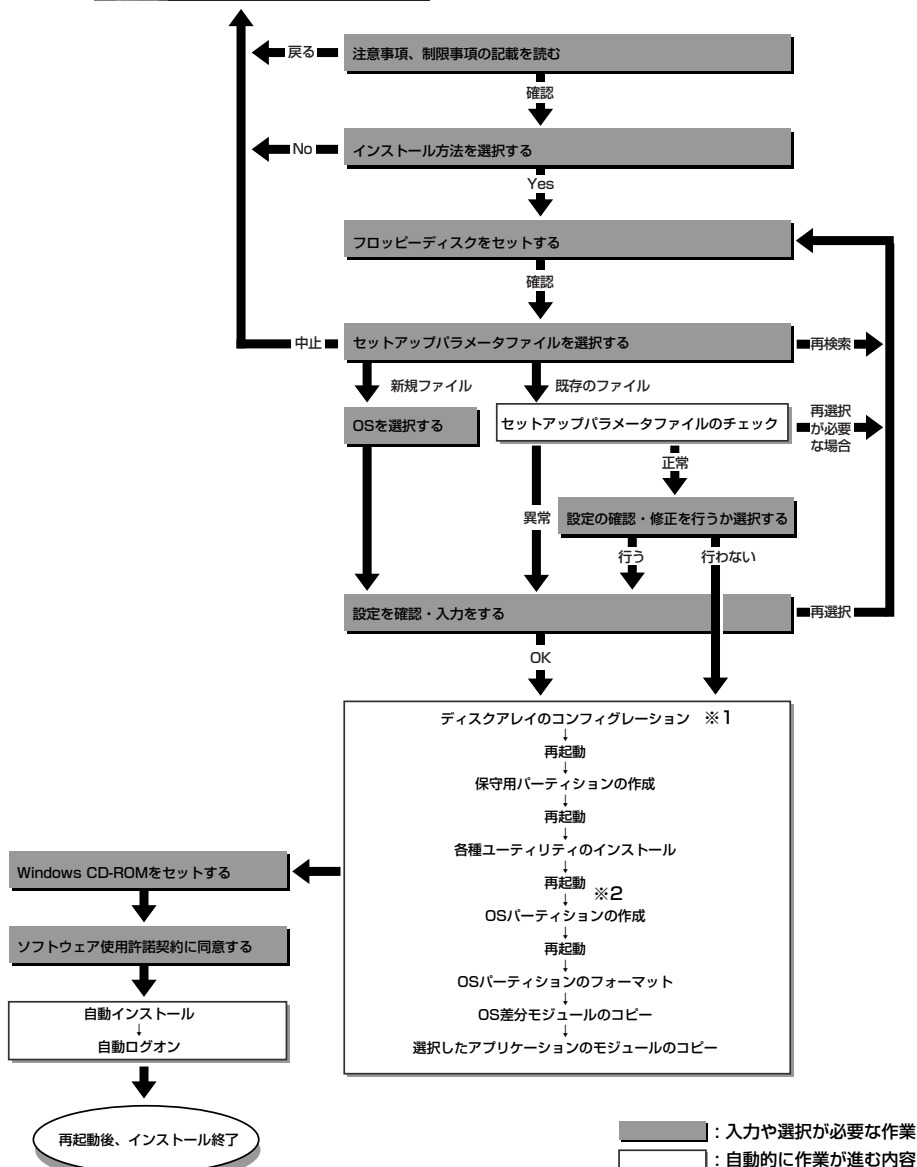 戻る
注意事項、制限事項の記載を読む
確認
No
インストール方法を選択する
Yes
フロッピーディスクをセットする
確認
中止
セットアップパラメータファイルを選択する
再検索
新規ファイル
既存のファイル
OSを選択する
セットアップパラメータファイルのチェック
再選択
が必要
な場合
正常
異常
設定の確認・修正を行うか選択する
行う
行わない
設定を確認・入力をする
再選択
OK
ディスクアレイのコンフィグレーション ※1
↓
再起動
↓
保守用パーティションの作成
↓
再起動
↓
各種ユーティリティのインストール
↓
再起動
↓ ※2
OSパーティションの作成
↓
再起動
↓
OSパーティションのフォーマット
↓
OS差分モジュールのコピー
↓
選択したアプリケーションのモジュールのコピー
Windows CD-ROMをセットする
ソフトウェア使用許諾契約に同意する
自動インストール
↓
自動ログオン
再起動後、インストール終了
：入力や選択が必要な作業
：自動的に作業が進む内容